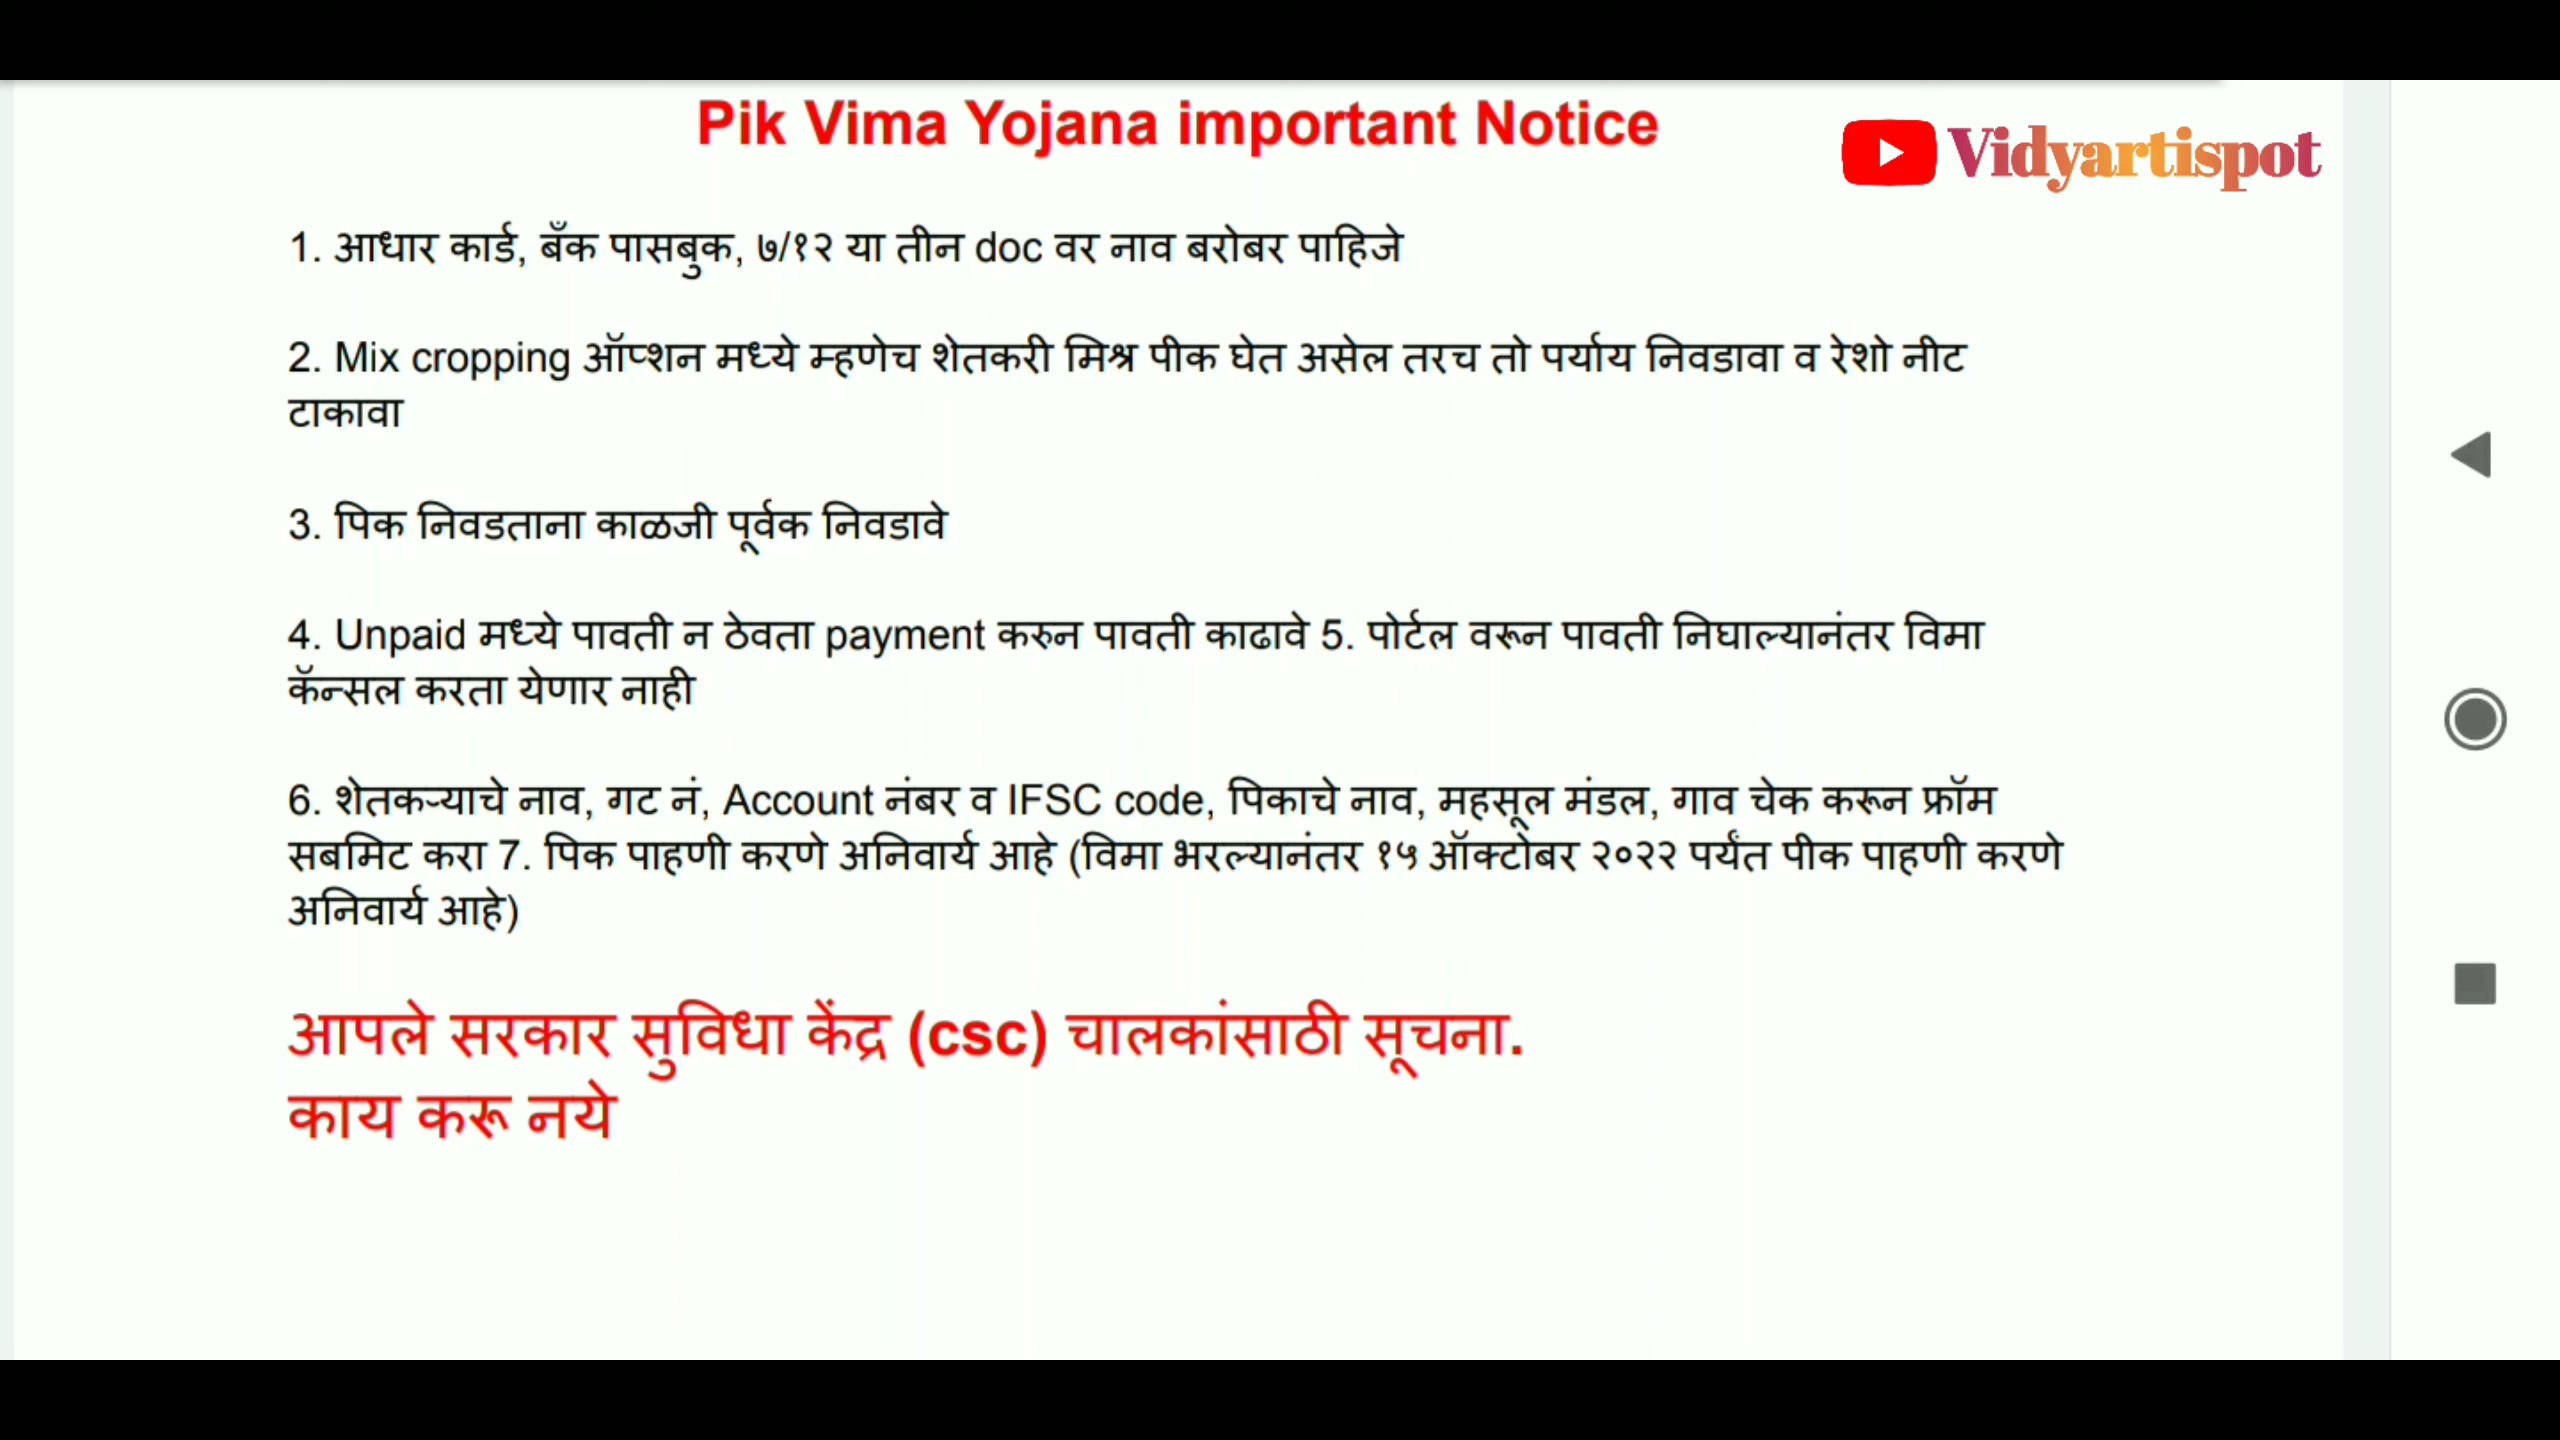 Pik Vima Yojana important Notice
Vidyartispot
1. आधार कार्ड, बँक पासबुक, ७/१२ या तीन doc वर नाव बरोबर पाहिजे
2. Mix cropping ऑप्शन मध्ये म्हणेच शेतकरी मिश्र पीक घेत असेल तरच तो पर्याय निवडावा व रेशो नीट
टाकावा
3. पिक निवडताना काळजी पूर्वक निवडावे
4. Unpaid मध्ये पावती न ठेवता payment करुन पावती काढावे 5. पोर्टल वरून पावती निघाल्यानंतर विमा
कॅन्सल करता येणार नाही
6. शेतकऱ्याचे नाव, गट नं, Account नंबर व IFSC code, पिकाचे नाव, महसूल मंडल, गाव चेक करून फ्रॉम
सबमिट करा 7. पिक पाहणी करणे अनिवार्य आहे (विमा भरल्यानंतर १५ ऑक्टोबर २०२२ पर्यंत पीक पाहणी करणे
अनिवार्य आहे)
आपले सरकार सुविधा केंद्र (csc) चालकांसाठी सूचना.
काय करू नये